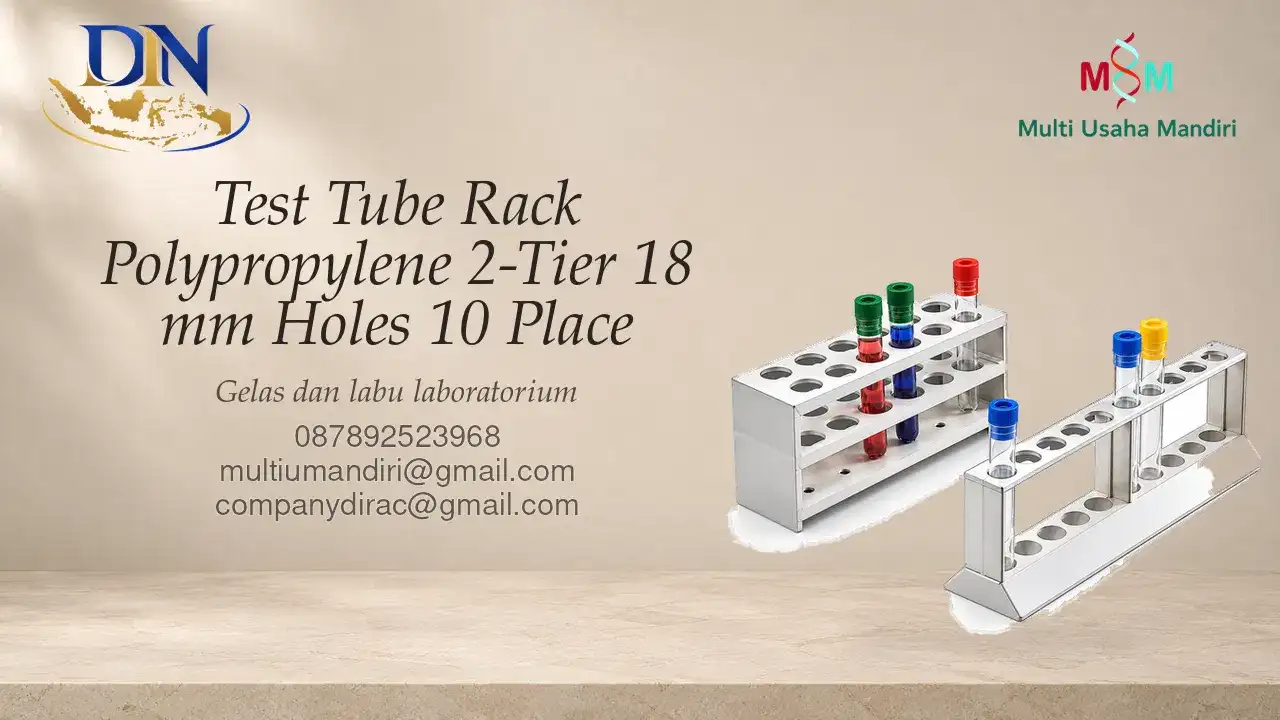 DIN
M M
Multi Usaha Mandiri
Test Tube Rack
Polypropylene 2-Tier 18
mm Holes 10 Place
Gelas dan labu laboratorium
087892523968
multiumandiri@gmail.com
companydirac@gmail.com